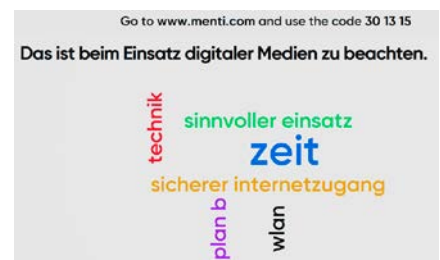 Go to www.menti.com and use the code 30 13 15
Das ist beim Einsatz digitaler Medien zu beachten.
technik
sinnvoller einsatz
zeit
sicherer internetzugang
plan b
wlan